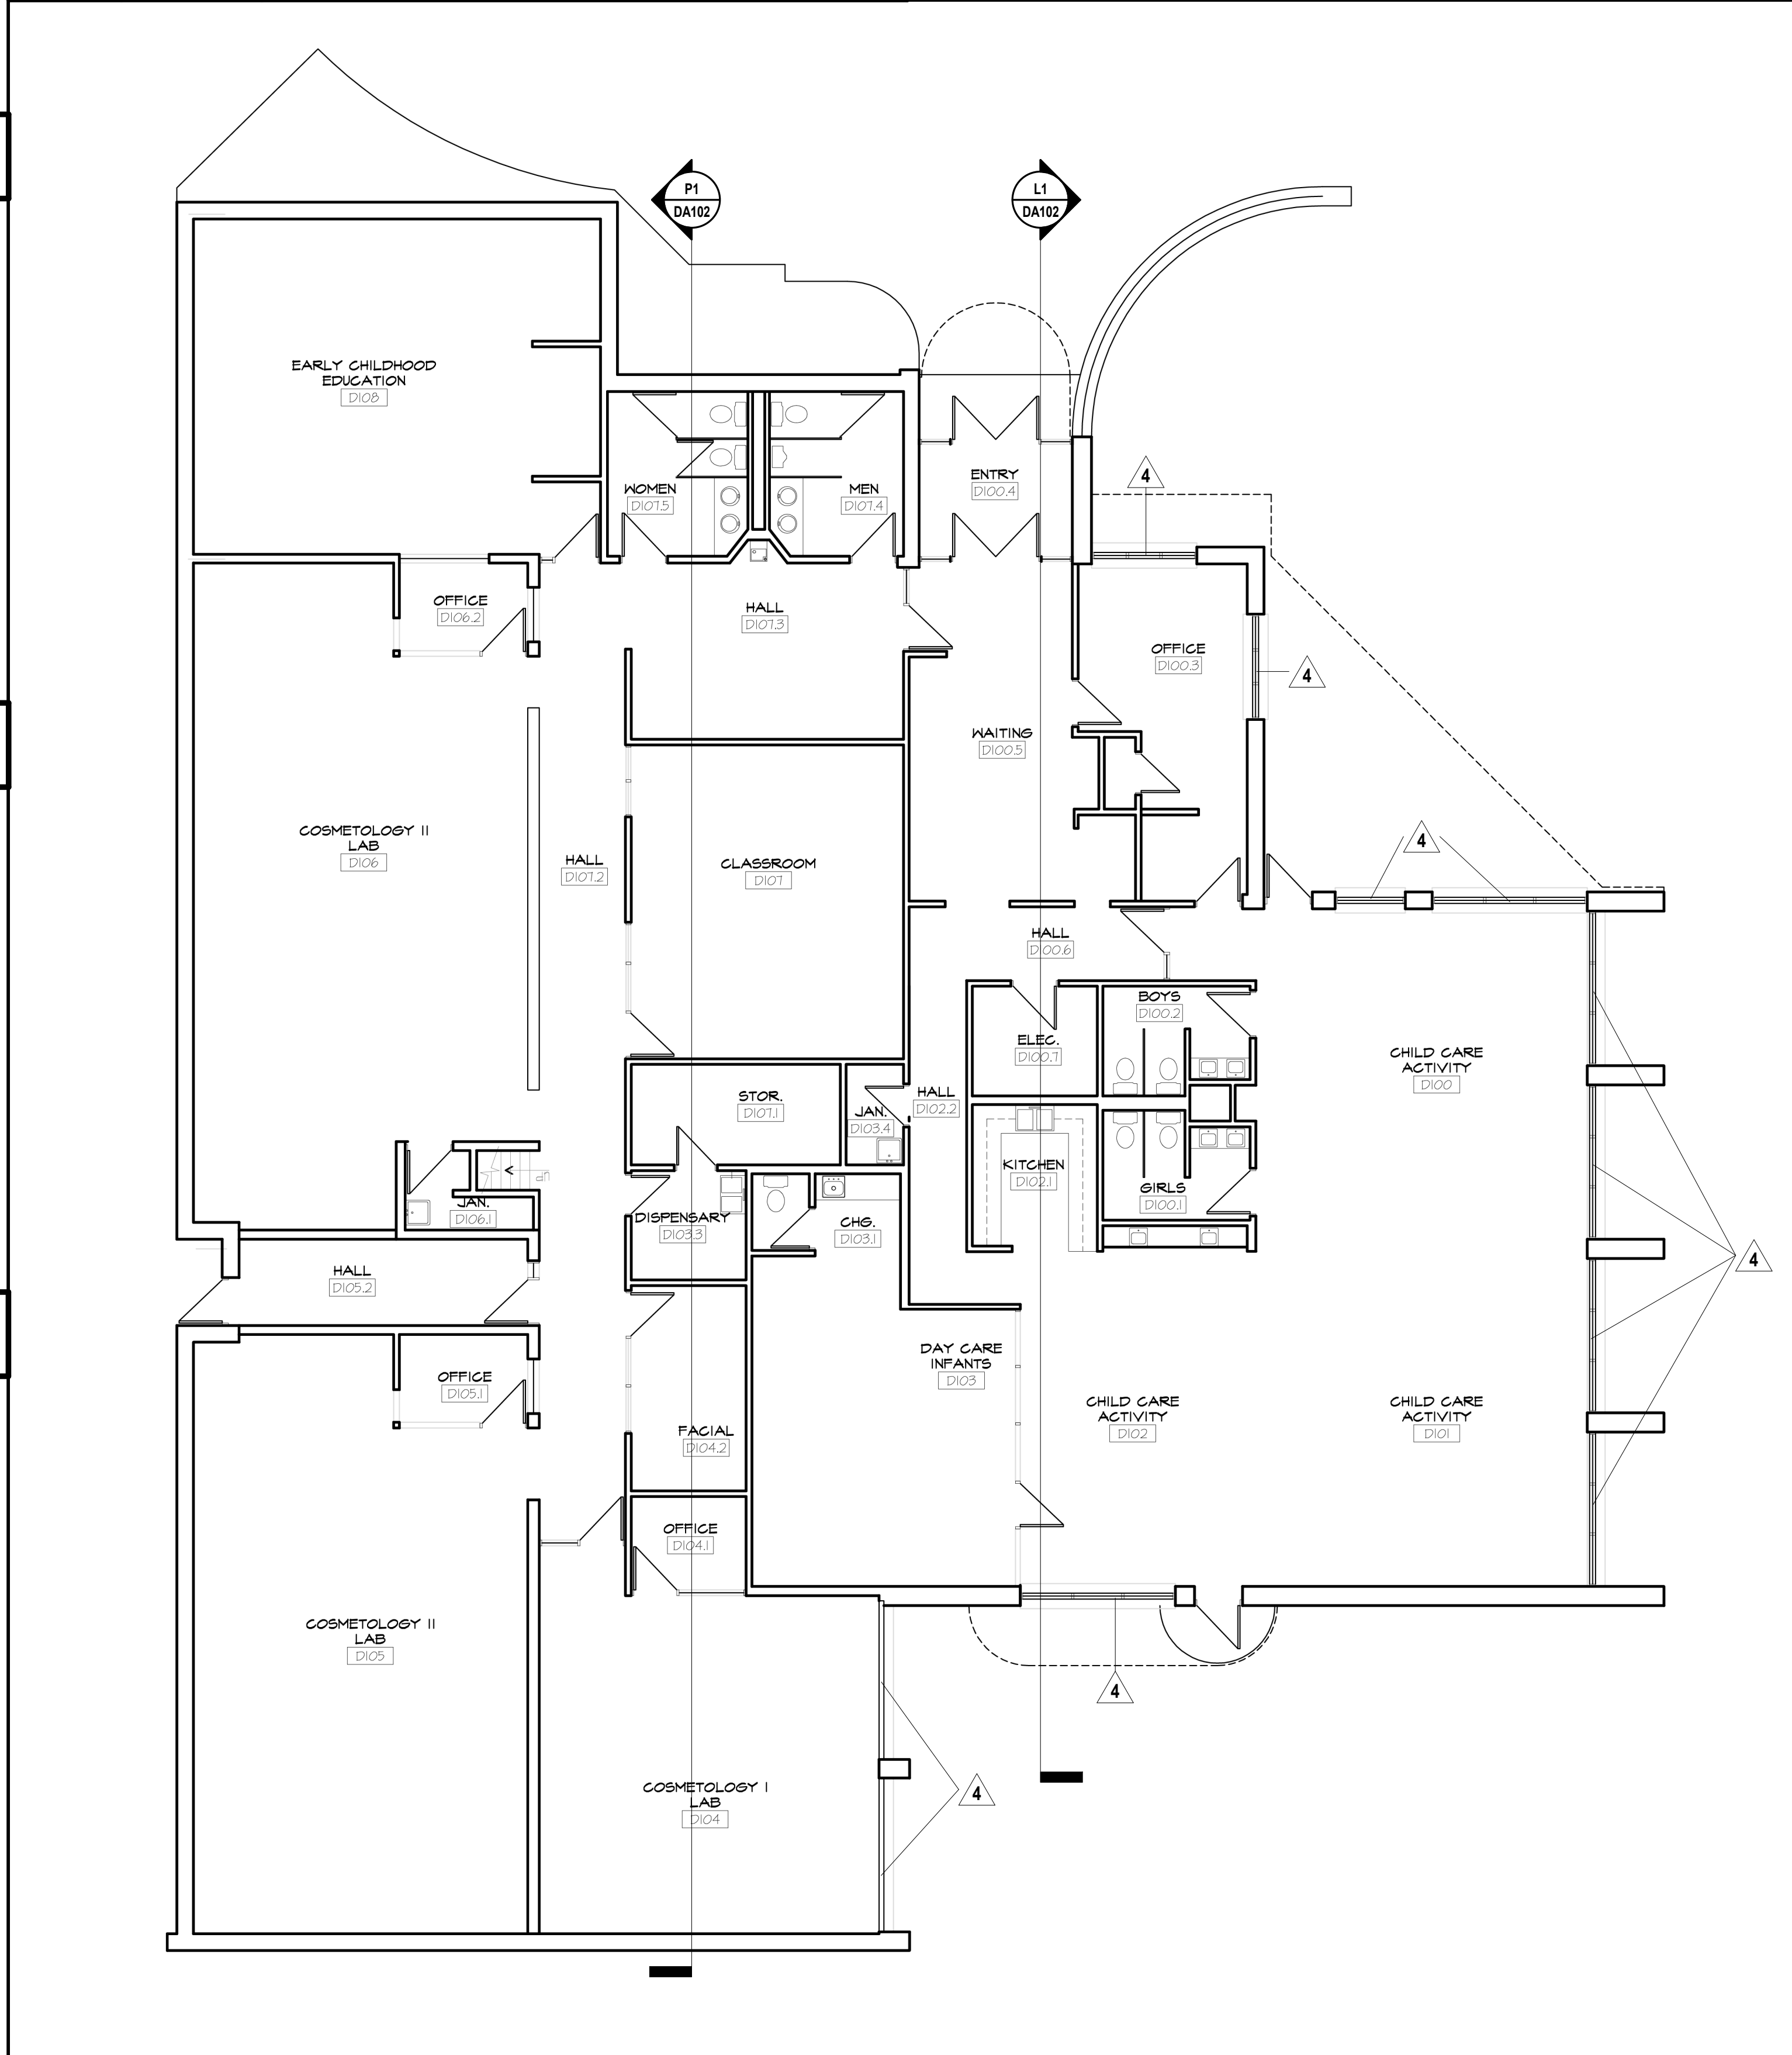 P1
DA102
L1
DA102
EARLY CHILDHOOD
EDUCATION
D108
WOMEN
D107.5
MEN
D107.4
ENTRY
D100.4
4
OFFICE
D106.2
HALL
D107.3
OFFICE
D100.3
4
WAITING
D100.5
COSMETOLOGY II
LAB
D106
HALL
D107.2
CLASSROOM
D107
4
HALL
D100.6
BOYS
D100.2
ELEC.
D100.7
CHILD CARE
ACTIVITY
D100
STOR.
D107.1
JAN.
D103.4
HALL
D102.2
KITCHEN
D102.1
GIRLS
D100.1
UP
JAN.
D106.1
DISPENSARY
D103.3
CHG.
D103.1
4
HALL
D105.2
DAY CARE
INFANTS
D103
OFFICE
D105.1
CHILD CARE
ACTIVITY
D102
CHILD CARE
ACTIVITY
D101
FACIAL
D104.2
OFFICE
D104.1
COSMETOLOGY II
LAB
D105
4
COSMETOLOGY I
LAB
D104
4